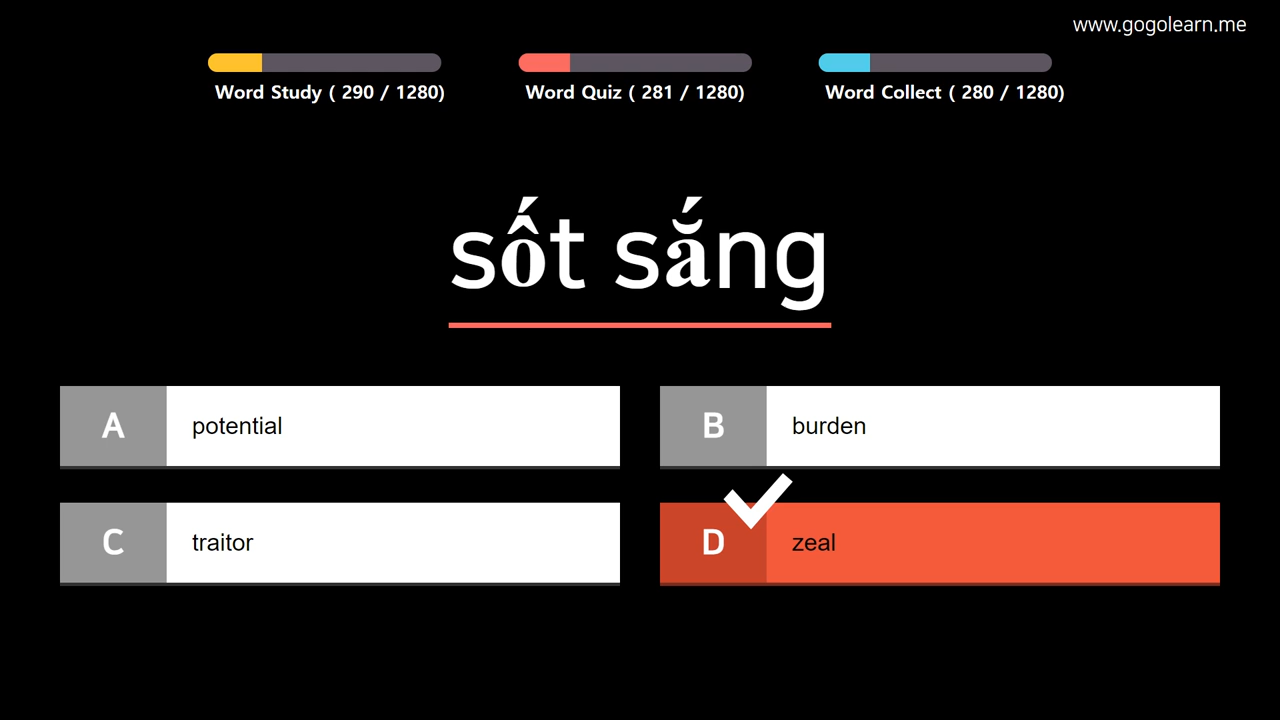 www.gogolearn.me
Word Study ( 290 / 1280)
Word Quiz ( 281 / 1280)
Word Collect ( 280 / 1280)
sốt sắng
A potential
B burden
C traitor
D zeal